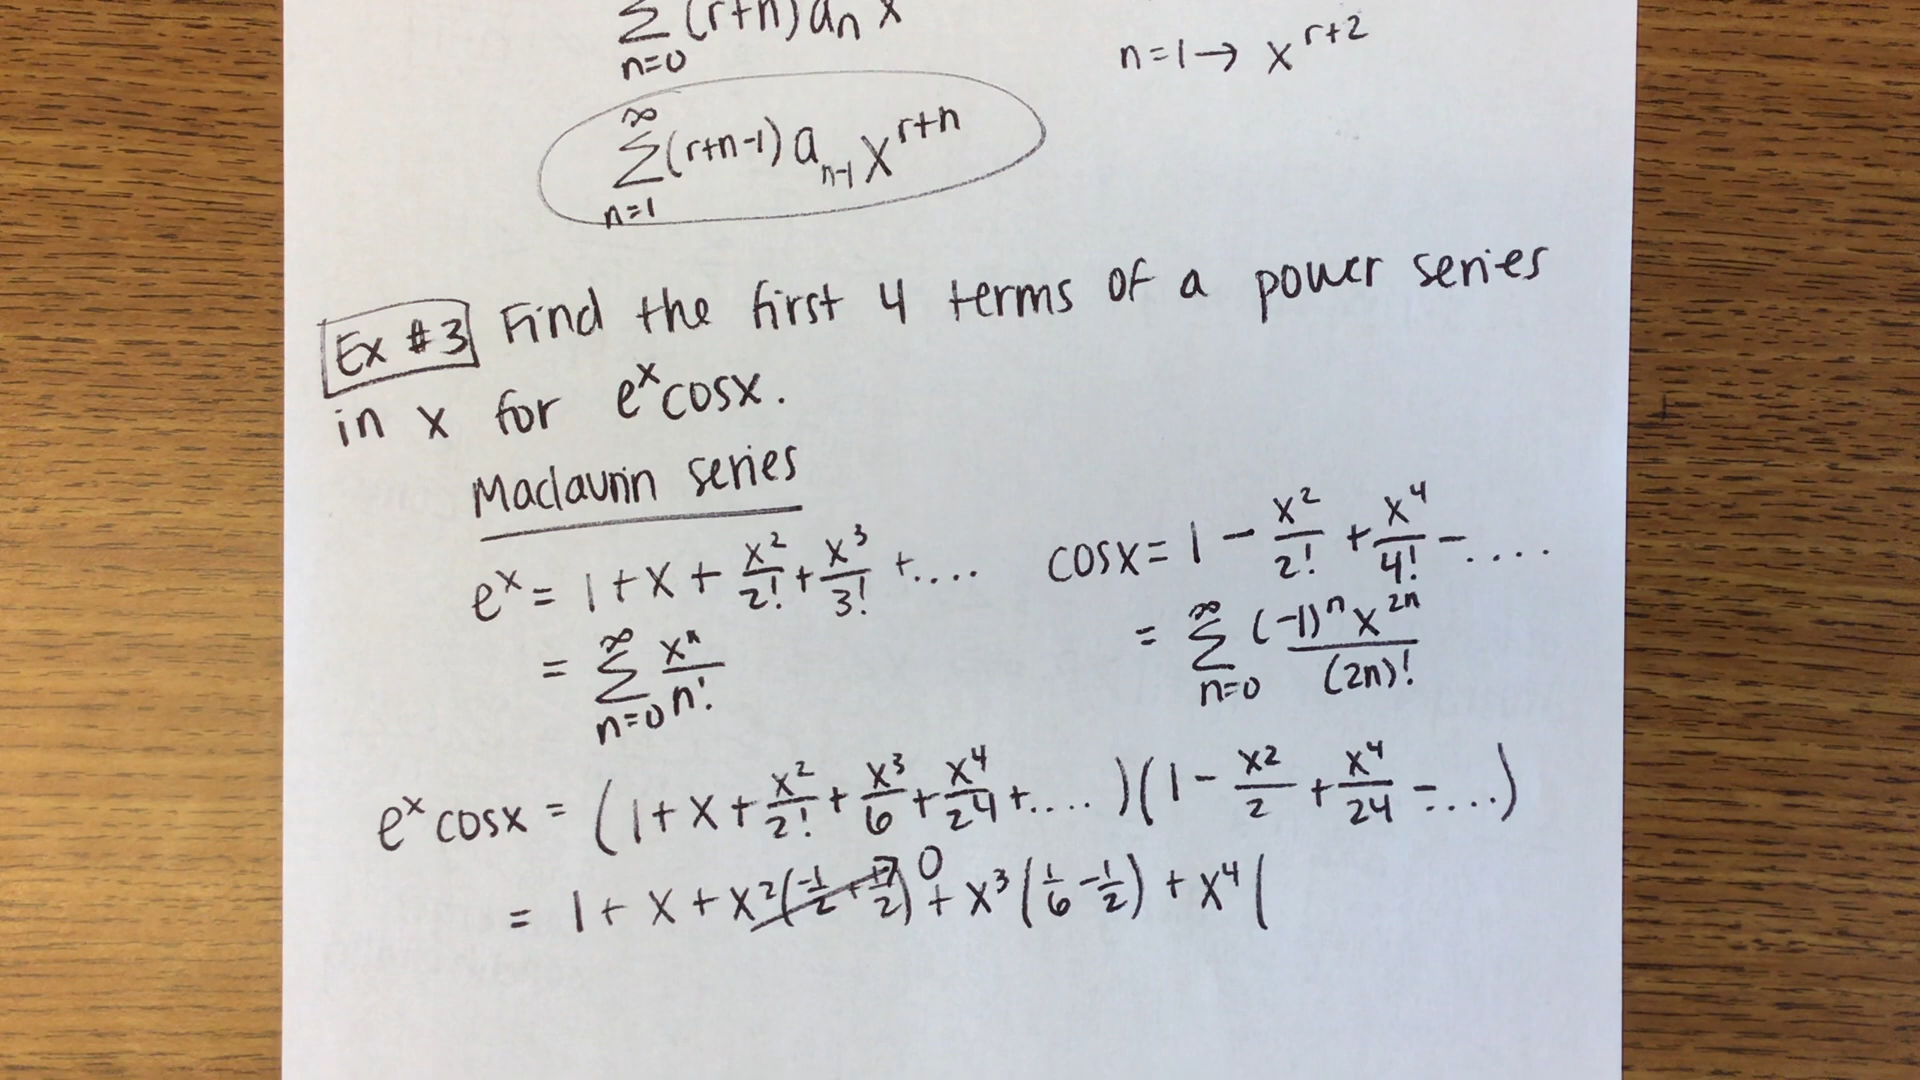 ∑ (r+n) aₙ x
n=0
n=1 → x^{r+2}
∞
∑ (r+n-1) a_{n-1} x^{r+n}
n=1
Ex #3 Find the first 4 terms of a power series
in x for eˣcosx.
Maclaurin series
eˣ = 1 + x + x²/2! + x³/3! + ....
cosx = 1 - x²/2! + x⁴/4! - ....
= ∑_{n=0}^{∞} xⁿ/n!
= ∑_{n=0}^{∞} (-1)ⁿ x²ⁿ/(2n)!
eˣ cosx = (1 + x + x²/2! + x³/6 + x⁴/24 + ....)(1 - x²/2 + x⁴/24 - ....)
= 1 + x + x²(-1/2 + 1/2) 0 + x³(1/6 - 1/2) + x⁴(